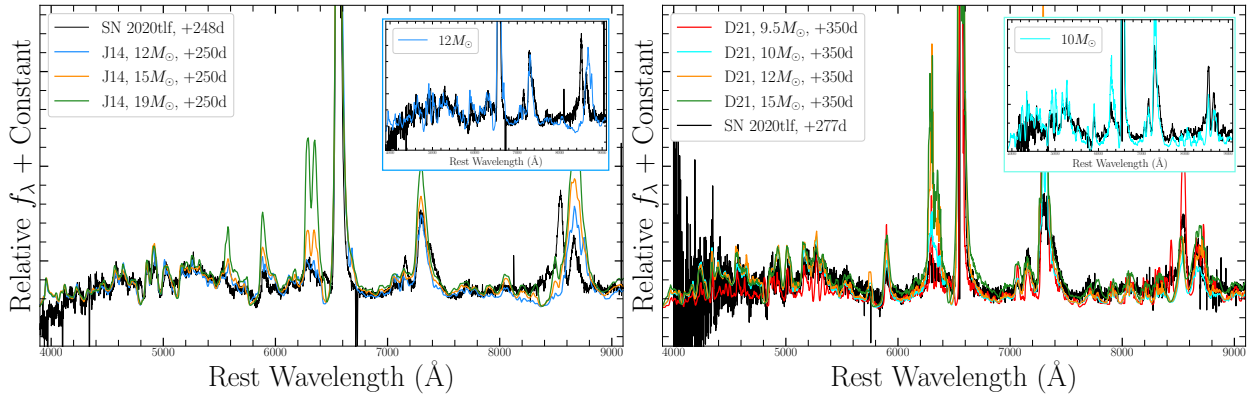 Relative f_λ + Constant
SN 2020tlf, +248d
J14, 12M☉, +250d
J14, 15M☉, +250d
J14, 19M☉, +250d
12M☉
Rest Wavelength (Å)
4000 5000 6000 7000 8000 9000
Rest Wavelength (Å)
Relative f_λ + Constant
D21, 9.5M☉, +350d
D21, 10M☉, +350d
D21, 12M☉, +350d
D21, 15M☉, +350d
SN 2020tlf, +277d
10M☉
Rest Wavelength (Å)
4000 5000 6000 7000 8000 9000
Rest Wavelength (Å)